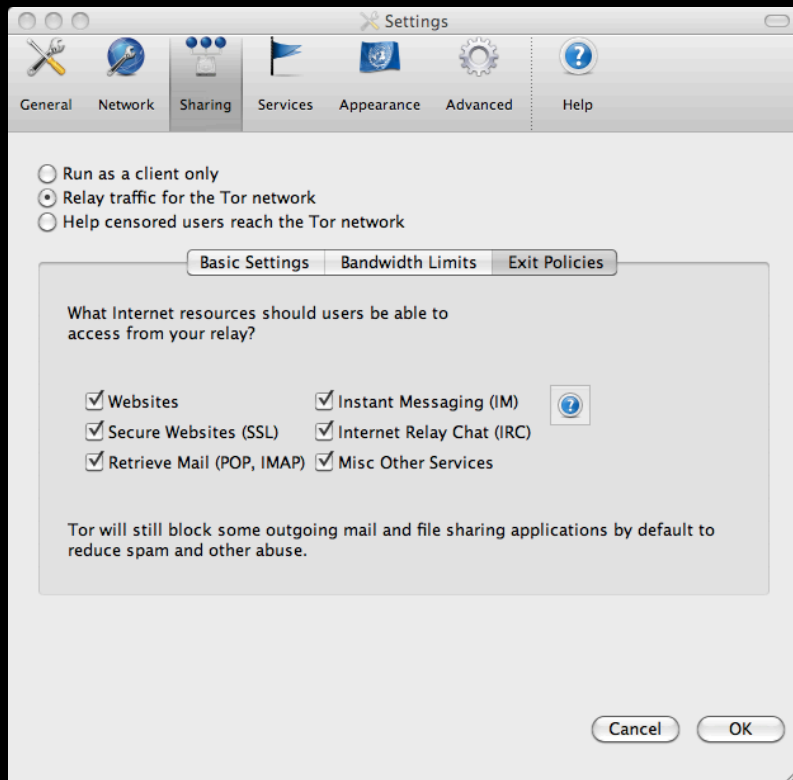 Settings
General Network Sharing Services Appearance Advanced Help
Run as a client only
Relay traffic for the Tor network
Help censored users reach the Tor network
Basic Settings Bandwidth Limits Exit Policies
What Internet resources should users be able to
access from your relay?
Websites Instant Messaging (IM)
Secure Websites (SSL) Internet Relay Chat (IRC)
Retrieve Mail (POP, IMAP) Misc Other Services
Tor will still block some outgoing mail and file sharing applications by default to
reduce spam and other abuse.
Cancel OK